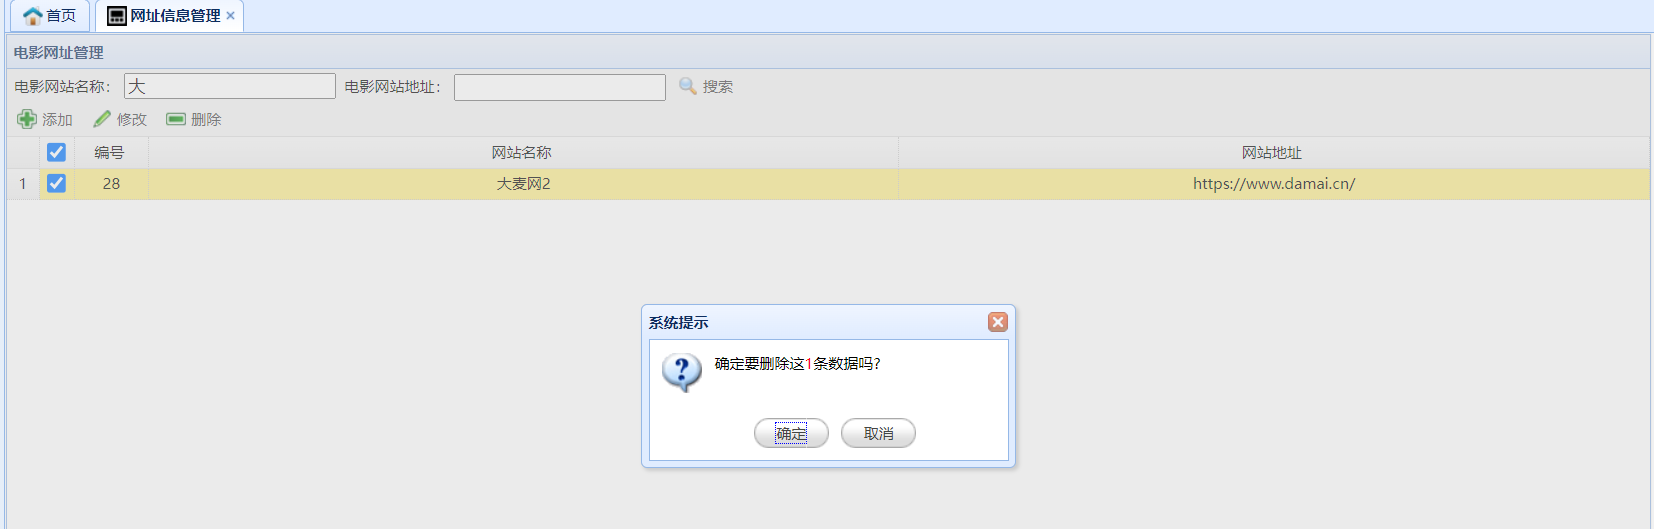 首页 网址信息管理
电影网址管理
电影网站名称： 大 电影网站地址： 搜索
添加 修改 删除
编号 网站名称 网站地址
1 28 大麦网2 https://www.damai.cn/
系统提示
确定要删除这1条数据吗?
确定 取消